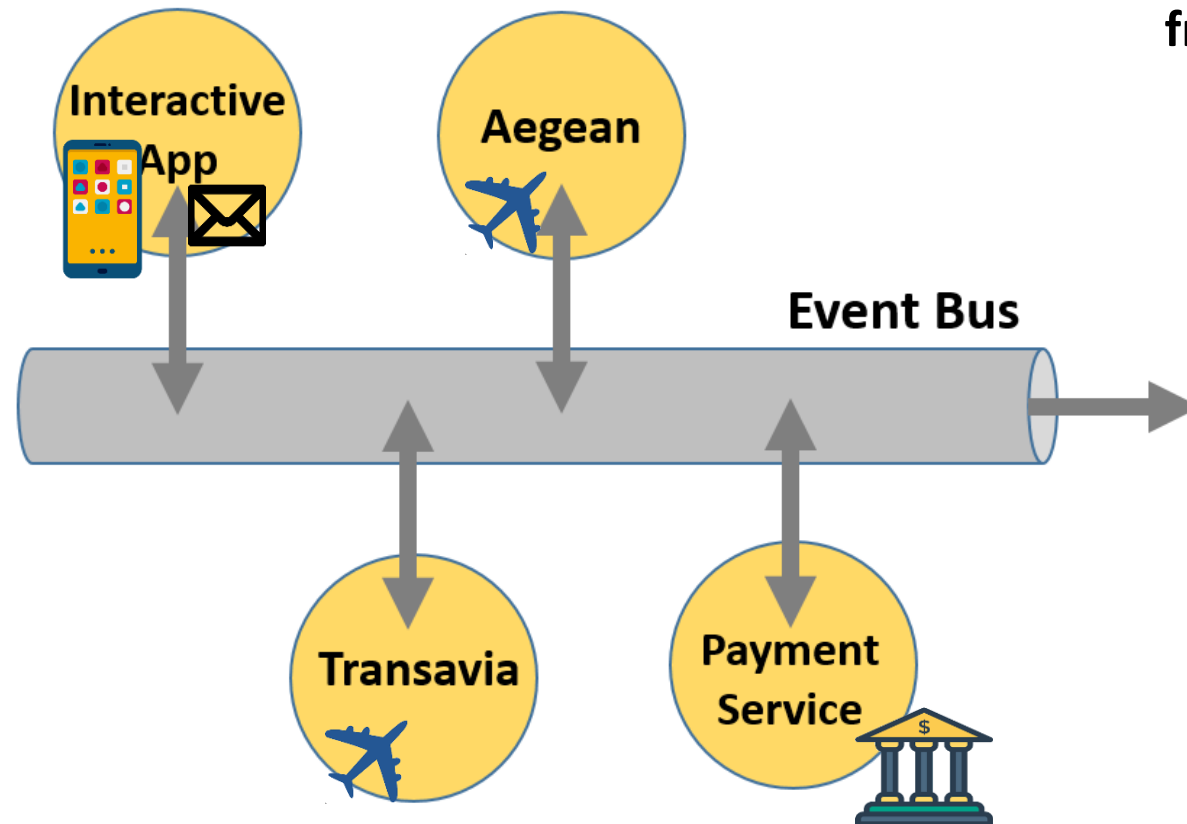 Interactive
App
Aegean
Event Bus
Transavia
Payment
Service
$